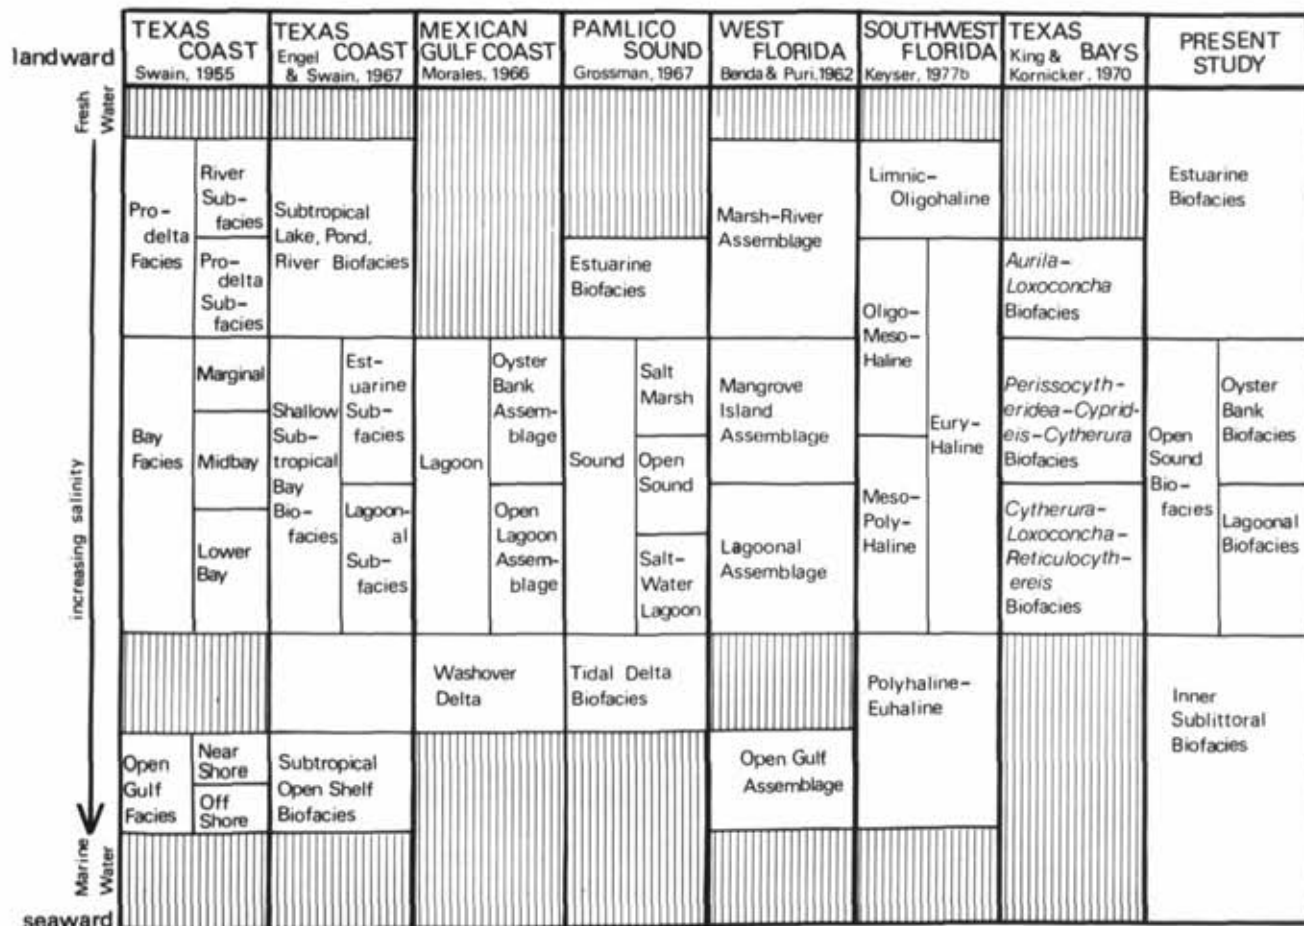 landward
Fresh
Water
increasing salinity
Marine
Water
seaward
TEXAS
COAST
Swain, 1955
Pro-
delta
Facies
River
Sub-
facies
Pro-
delta
Sub-
facies
Bay
Facies
Marginal
Midbay
Lower
Bay
Open
Gulf
Facies
Near
Shore
Off
Shore
TEXAS
Engel COAST
& Swain, 1967
Subtropical
Lake, Pond,
River Biofacies
Shallow
Sub-
tropical
Bay
Bio-
facies
Est-
uarine
Sub-
facies
Lagoon-
al
Sub-
facies
Subtropical
Open Shelf
Biofacies
MEXICAN
GULF COAST
Morales, 1966
Lagoon
Oyster
Bank
Assem-
blage
Open
Lagoon
Assem-
blage
Washover
Delta
PAMLICO
SOUND
Grossman, 1967
Estuarine
Biofacies
Sound
Salt
Marsh
Open
Sound
Salt-
Water
Lagoon
Tidal Delta
Biofacies
WEST
FLORIDA
Benda & Puri, 1962
Marsh-River
Assemblage
Mangrove
Island
Assemblage
Lagoonal
Assemblage
Open Gulf
Assemblage
SOUTHWEST
FLORIDA
Keyser, 1977b
Limnic-
Oligohaline
Oligo-
Meso-
Haline
Eury-
Haline
Meso-
Poly-
Haline
Polyhaline-
Euhaline
TEXAS
King & BAYS
Kornicker, 1970
Aurila-
Loxoconcha
Biofacies
Perissocyth-
eridea-Cyprid-
eis-Cytherura
Biofacies
Cytherura-
Loxoconcha-
Reticulocyth-
ereis
Biofacies
PRESENT
STUDY
Estuarine
Biofacies
Open
Sound
Bio-
facies
Oyster
Bank
Biofacies
Lagoonal
Biofacies
Inner
Sublittoral
Biofacies